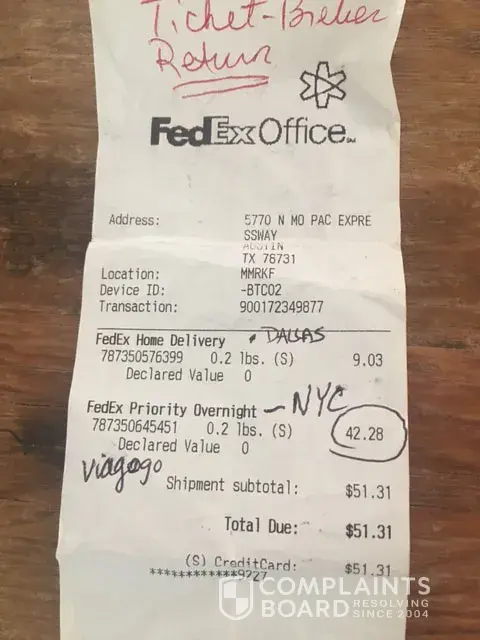 Ticket-Bieber
Return
FedEx Office
Address: 5770 N MO PAC EXPRE
SSWAY
AUSTIN
TX 78731
Location: MMRKF
Device ID: -BTC02
Transaction: 900172349877
FedEx Home Delivery • DALLAS
787350576399 0.2 lbs. (S) 9.03
Declared Value 0
FedEx Priority Overnight - NYC
787350645451 0.2 lbs. (S) 42.28
Declared Value 0
viagogo
Shipment subtotal: $51.31
Total Due: $51.31
(S) CreditCard: $51.31
************9227
COMPLAINTS
BOARD RESOLVING
SINCE 2004